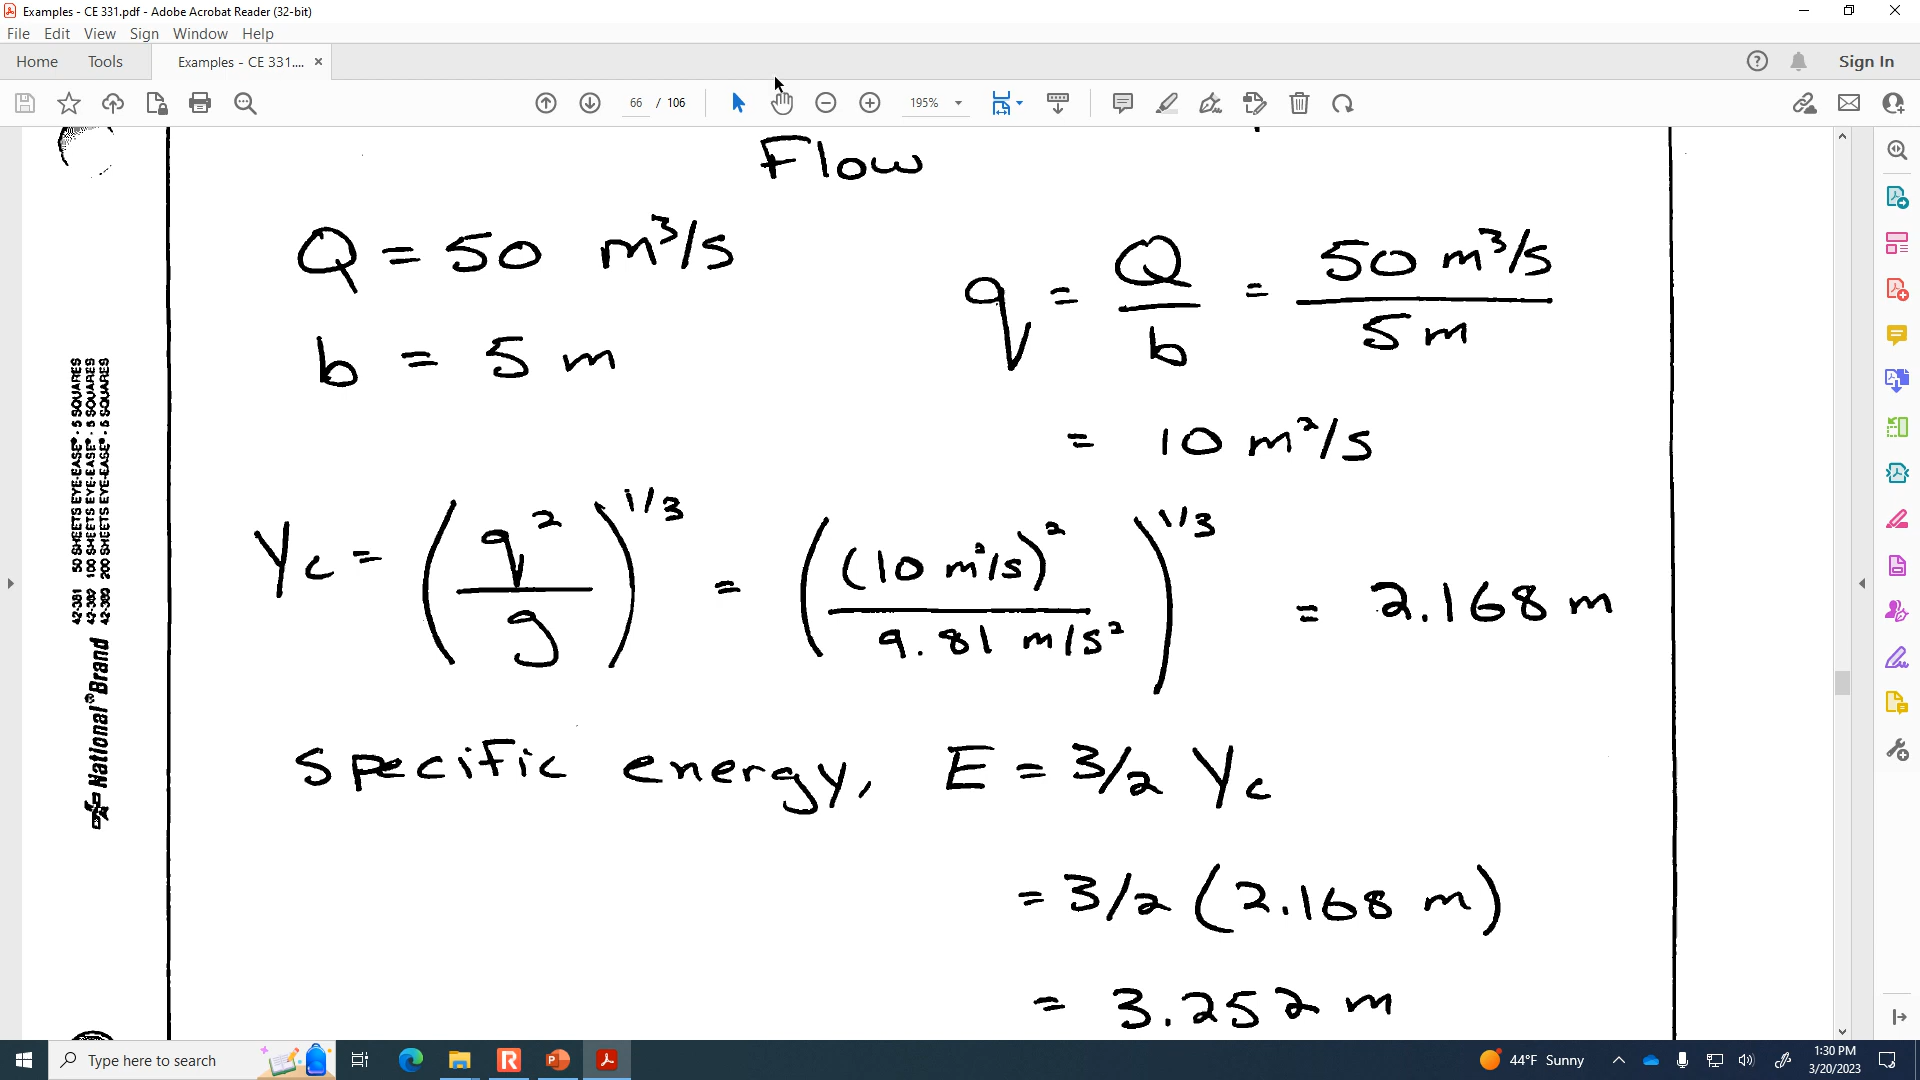 Examples - CE 331.pdf - Adobe Acrobat Reader (32-bit)
File Edit View Sign Window Help
Home Tools Examples - CE 331.... × Sign In
66 / 106 195%
Flow
Q = 50 m³/s
q = Q/b = 50 m³/s / 5 m
b = 5 m
= 10 m²/s
Yc = (q²/g)^1/3 = ((10 m²/s)²/9.81 m/s²)^1/3 = 2.168 m
specific energy, E = 3/2 Yc
= 3/2 (2.168 m)
= 3.252 m
42-381 50 SHEETS EYE-EASE® · 5 SQUARES
42-382 100 SHEETS EYE-EASE® · 5 SQUARES
42-389 200 SHEETS EYE-EASE® · 5 SQUARES
National® Brand
Type here to search
44°F Sunny
1:30 PM
3/20/2023